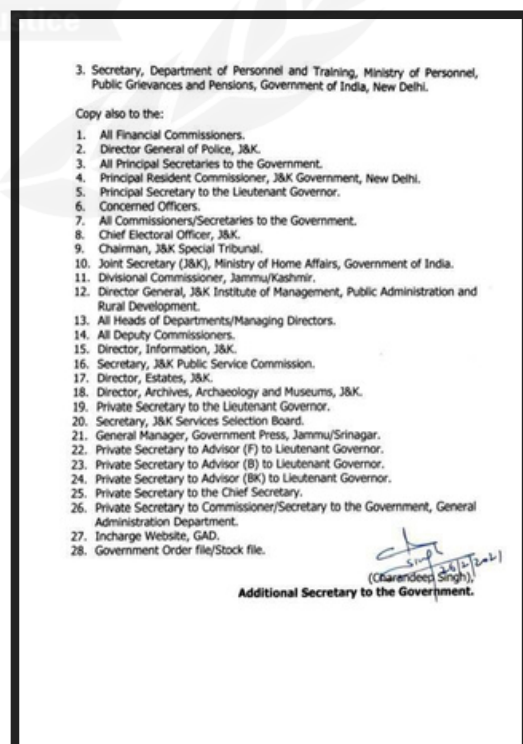 3. Secretary, Department of Personnel and Training, Ministry of Personnel,
Public Grievances and Pensions, Government of India, New Delhi.
Copy also to the:
1. All Financial Commissioners.
2. Director General of Police, J&K.
3. All Principal Secretaries to the Government.
4. Principal Resident Commissioner, J&K Government, New Delhi.
5. Principal Secretary to the Lieutenant Governor.
6. Concerned Officers.
7. All Commissioners/Secretaries to the Government.
8. Chief Electoral Officer, J&K.
9. Chairman, J&K Special Tribunal.
10. Joint Secretary (J&K), Ministry of Home Affairs, Government of India.
11. Divisional Commissioner, Jammu/Kashmir.
12. Director General, J&K Institute of Management, Public Administration and
Rural Development.
13. All Heads of Departments/Managing Directors.
14. All Deputy Commissioners.
15. Director, Information, J&K.
16. Secretary, J&K Public Service Commission.
17. Director, Estates, J&K.
18. Director, Archives, Archaeology and Museums, J&K.
19. Private Secretary to the Lieutenant Governor.
20. Secretary, J&K Services Selection Board.
21. General Manager, Government Press, Jammu/Srinagar.
22. Private Secretary to Advisor (F) to Lieutenant Governor.
23. Private Secretary to Advisor (B) to Lieutenant Governor.
24. Private Secretary to Advisor (BK) to Lieutenant Governor.
25. Private Secretary to the Chief Secretary.
26. Private Secretary to Commissioner/Secretary to the Government, General
Administration Department.
27. Incharge Website, GAD.
28. Government Order file/Stock file.
Singh
26/2/2021
(Charandeep Singh),
Additional Secretary to the Government.